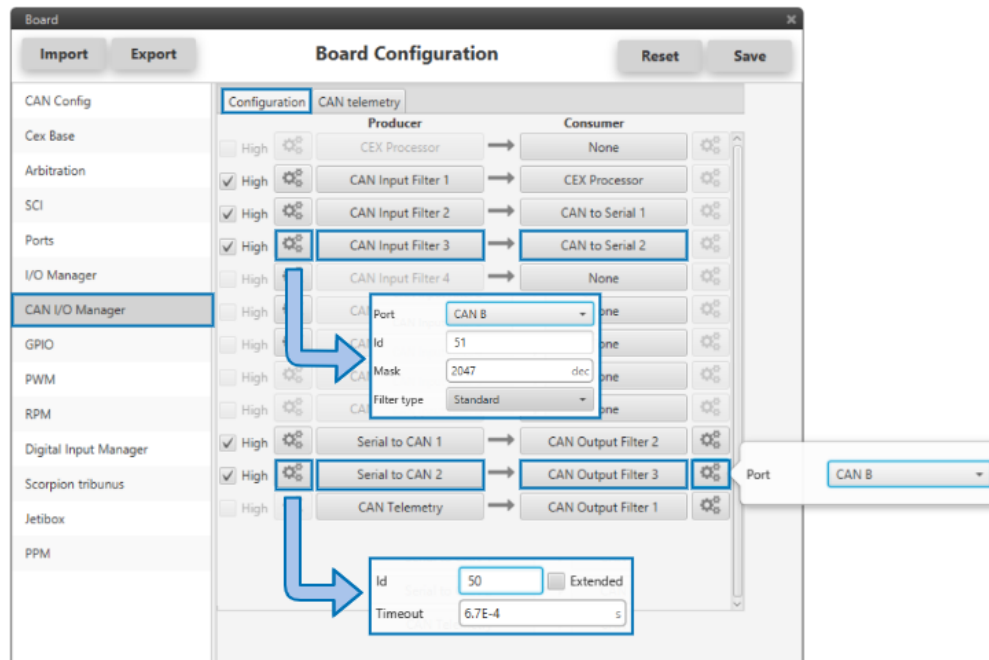 Board
Import Export Board Configuration Reset Save
CAN Config
Cex Base
Arbitration
SCI
Ports
I/O Manager
CAN I/O Manager
GPIO
PWM
RPM
Digital Input Manager
Scorpion tribunus
Jetibox
PPM
Configuration CAN telemetry
Producer Consumer
High CEX Processor None
High CAN Input Filter 1 CEX Processor
High CAN Input Filter 2 CAN to Serial 1
High CAN Input Filter 3 CAN to Serial 2
High CAN Input Filter 4 None
High
High
High
High
Port CAN B
Id 51
Mask 2047 dec
Filter type Standard
High Serial to CAN 1 CAN Output Filter 2
High Serial to CAN 2 CAN Output Filter 3
High CAN Telemetry CAN Output Filter 1
Port CAN B
Id 50 Extended
Timeout 6.7E-4 s